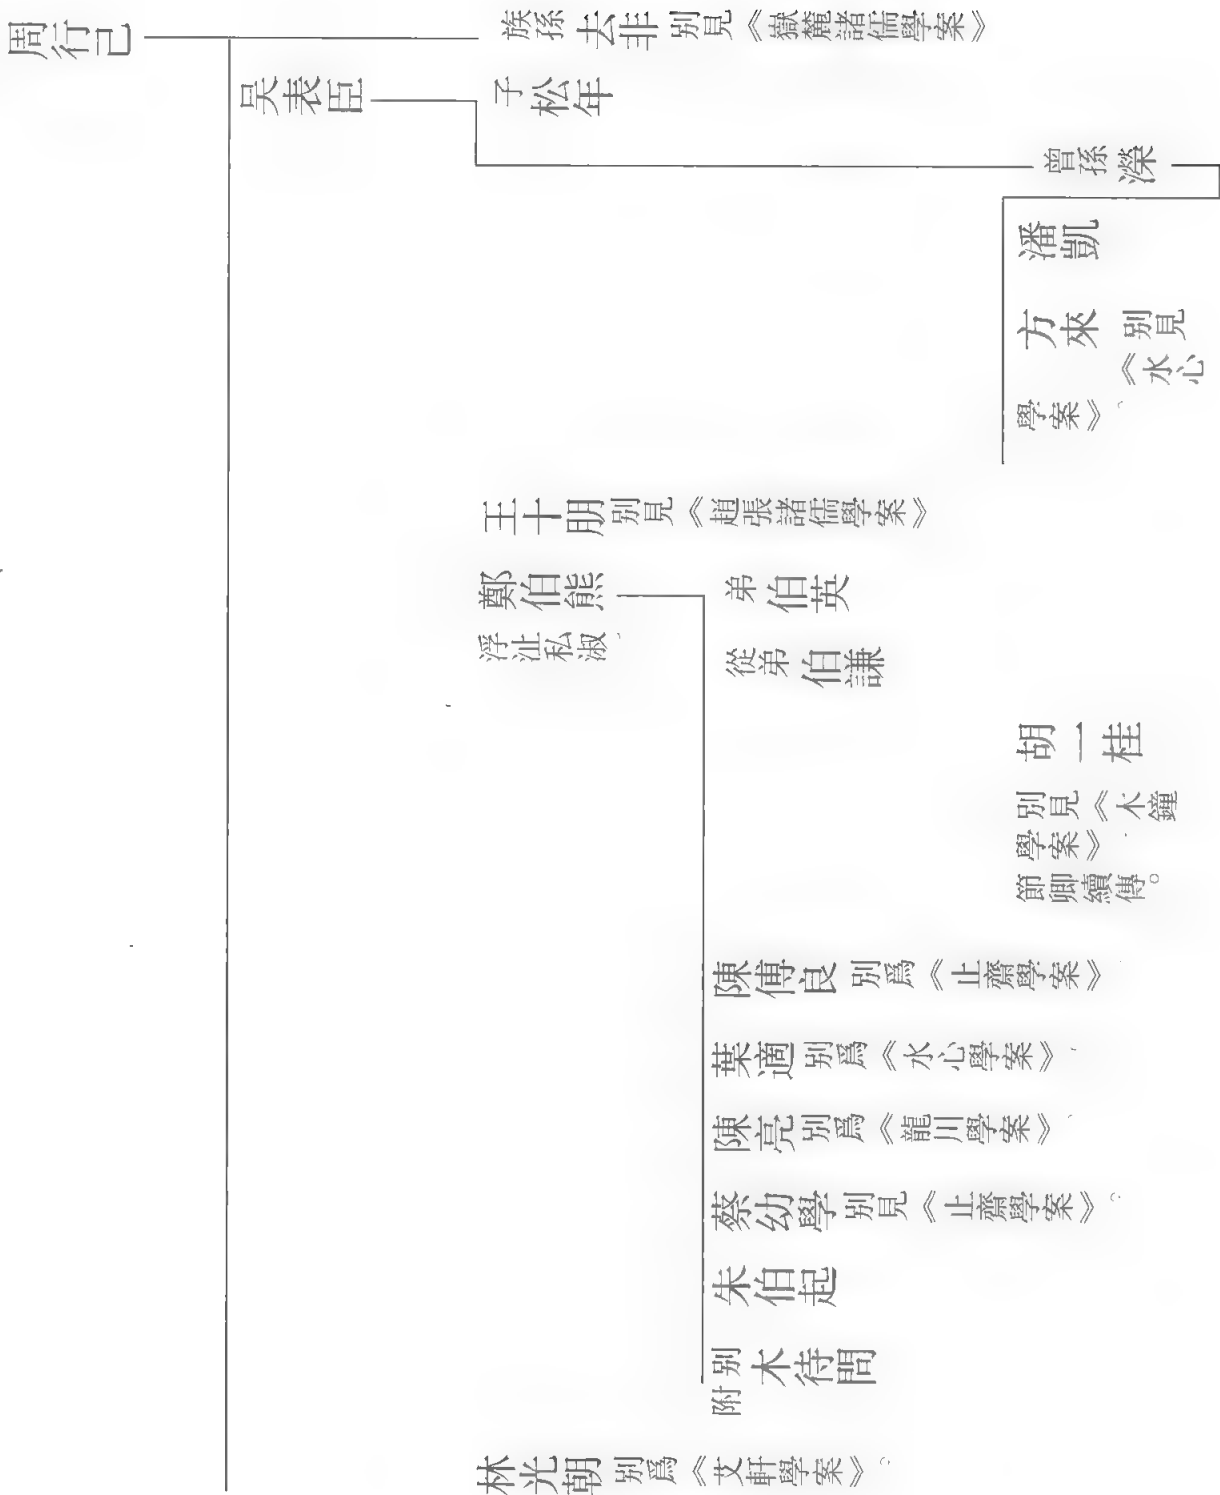 周行己
族孫去非別見《嶽麓諸儒學案》
吴表臣
子松年
曾孫濚
潘凱
方來 別見《水心
學案》。
王十朋別見《趙張諸儒學案》
鄭伯熊
浮沚私淑。
弟伯英
從弟伯謙
胡一桂
別見《木鐘
學案》。
節卿續傳。
陳傅良別爲《止齋學案》
葉適別爲《水心學案》。
陳亮別爲《龍川學案》。
蔡幼學別見《止齋學案》。
朱伯起
附別木待問
林光朝別爲《艾軒學案》。